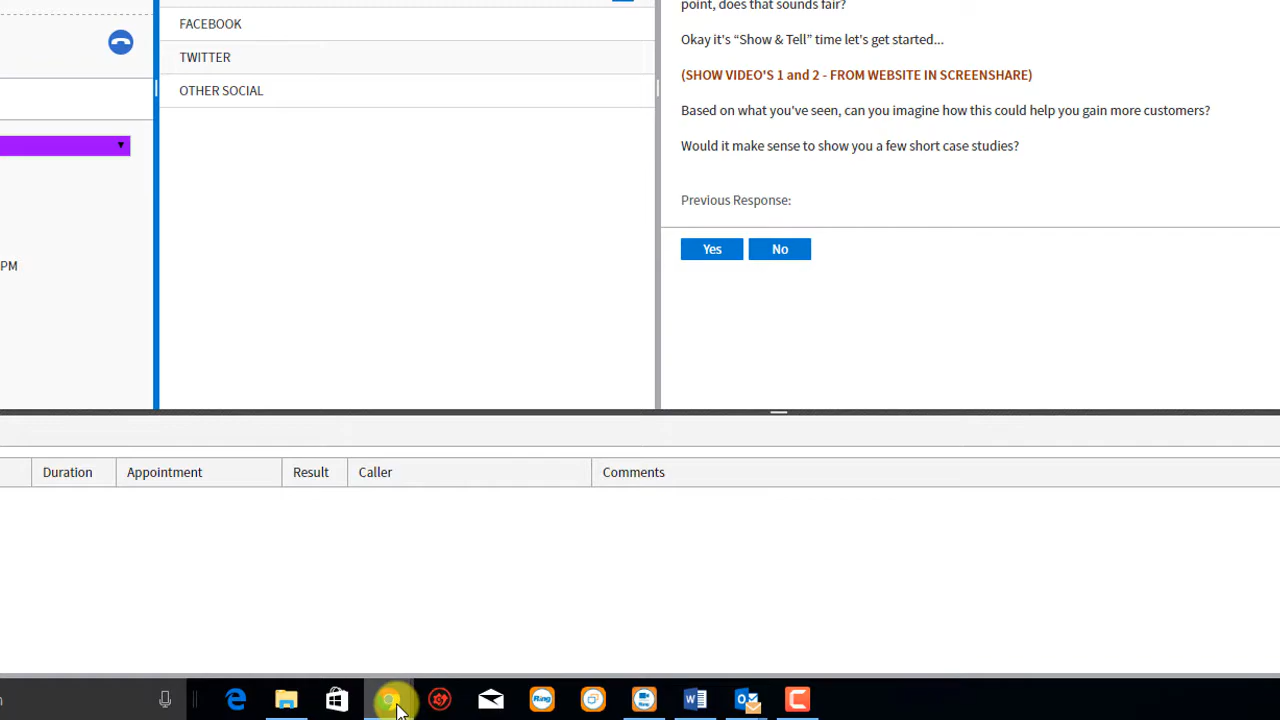 point, does that sounds fair?
FACEBOOK
Okay it's “Show & Tell” time let's get started...
TWITTER
(SHOW VIDEO'S 1 and 2 - FROM WEBSITE IN SCREENSHARE)
OTHER SOCIAL
Based on what you've seen, can you imagine how this could help you gain more customers?
Would it make sense to show you a few short case studies?
Previous Response:
Yes No
PM
Duration Appointment Result Caller Comments
Ring
Ring